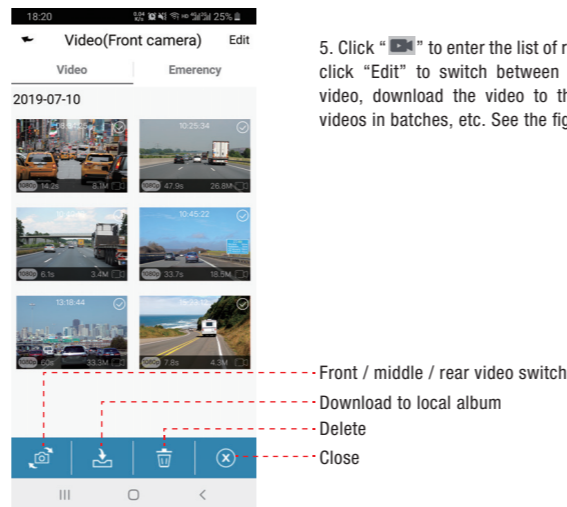 18:20
25%
Video(Front camera) Edit
Video Emerency
2019-07-10
10:25:34
1080p 14.2s 8.1M
1080p 47.9s 26.8M
10:45:22
1080p 6.1s 3.4M
1080p 33.7s 18.5M
13:18:44
1080p 60s 33.3M
1080p 7.8s 4.3M
5. Click “ ” to enter the list of
click “Edit” to switch between
video, download the video to
videos in batches, etc. See the
Front / middle / rear video switch
Download to local album
Delete
Close